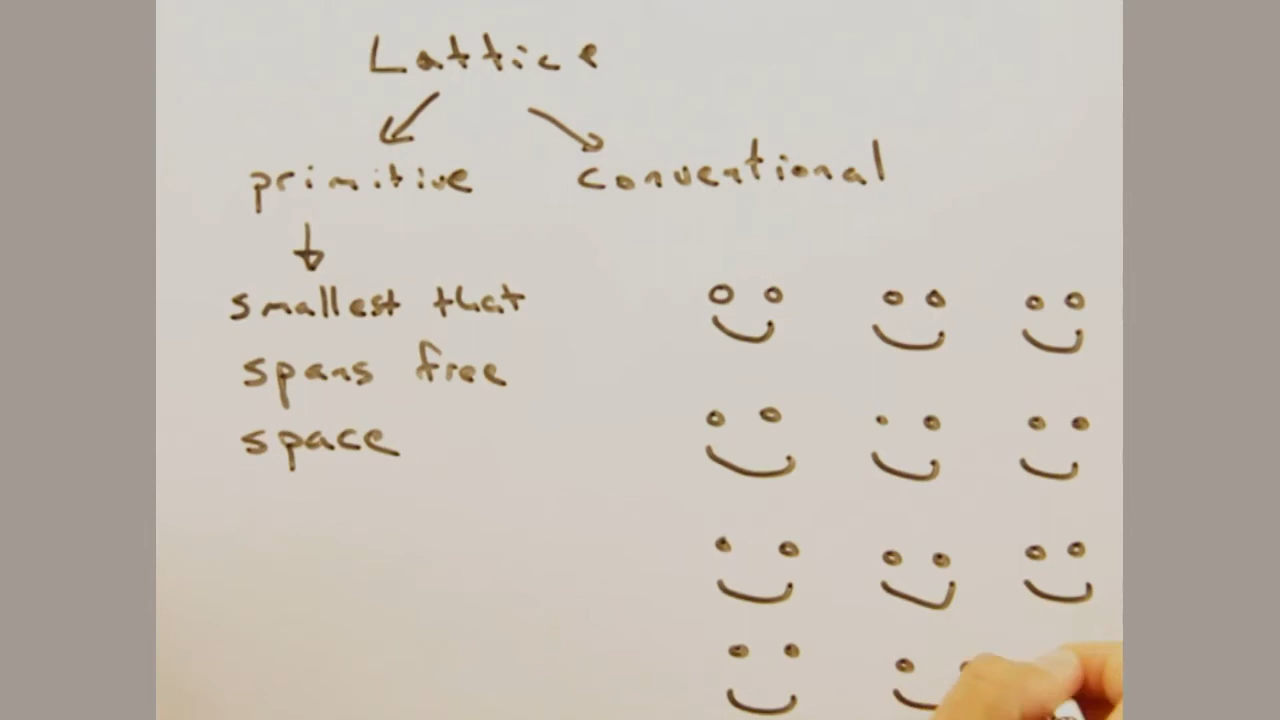 Lattice
primitive conventional
smallest that
spans free
space